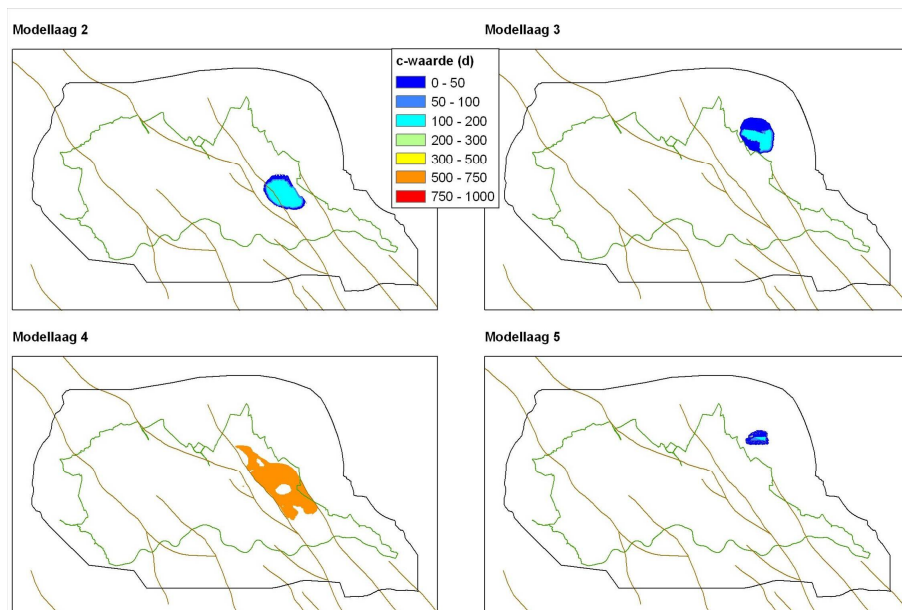 Modellaag 2
Modellaag 3
c-waarde (d)
0 - 50
50 - 100
100 - 200
200 - 300
300 - 500
500 - 750
750 - 1000
Modellaag 4
Modellaag 5